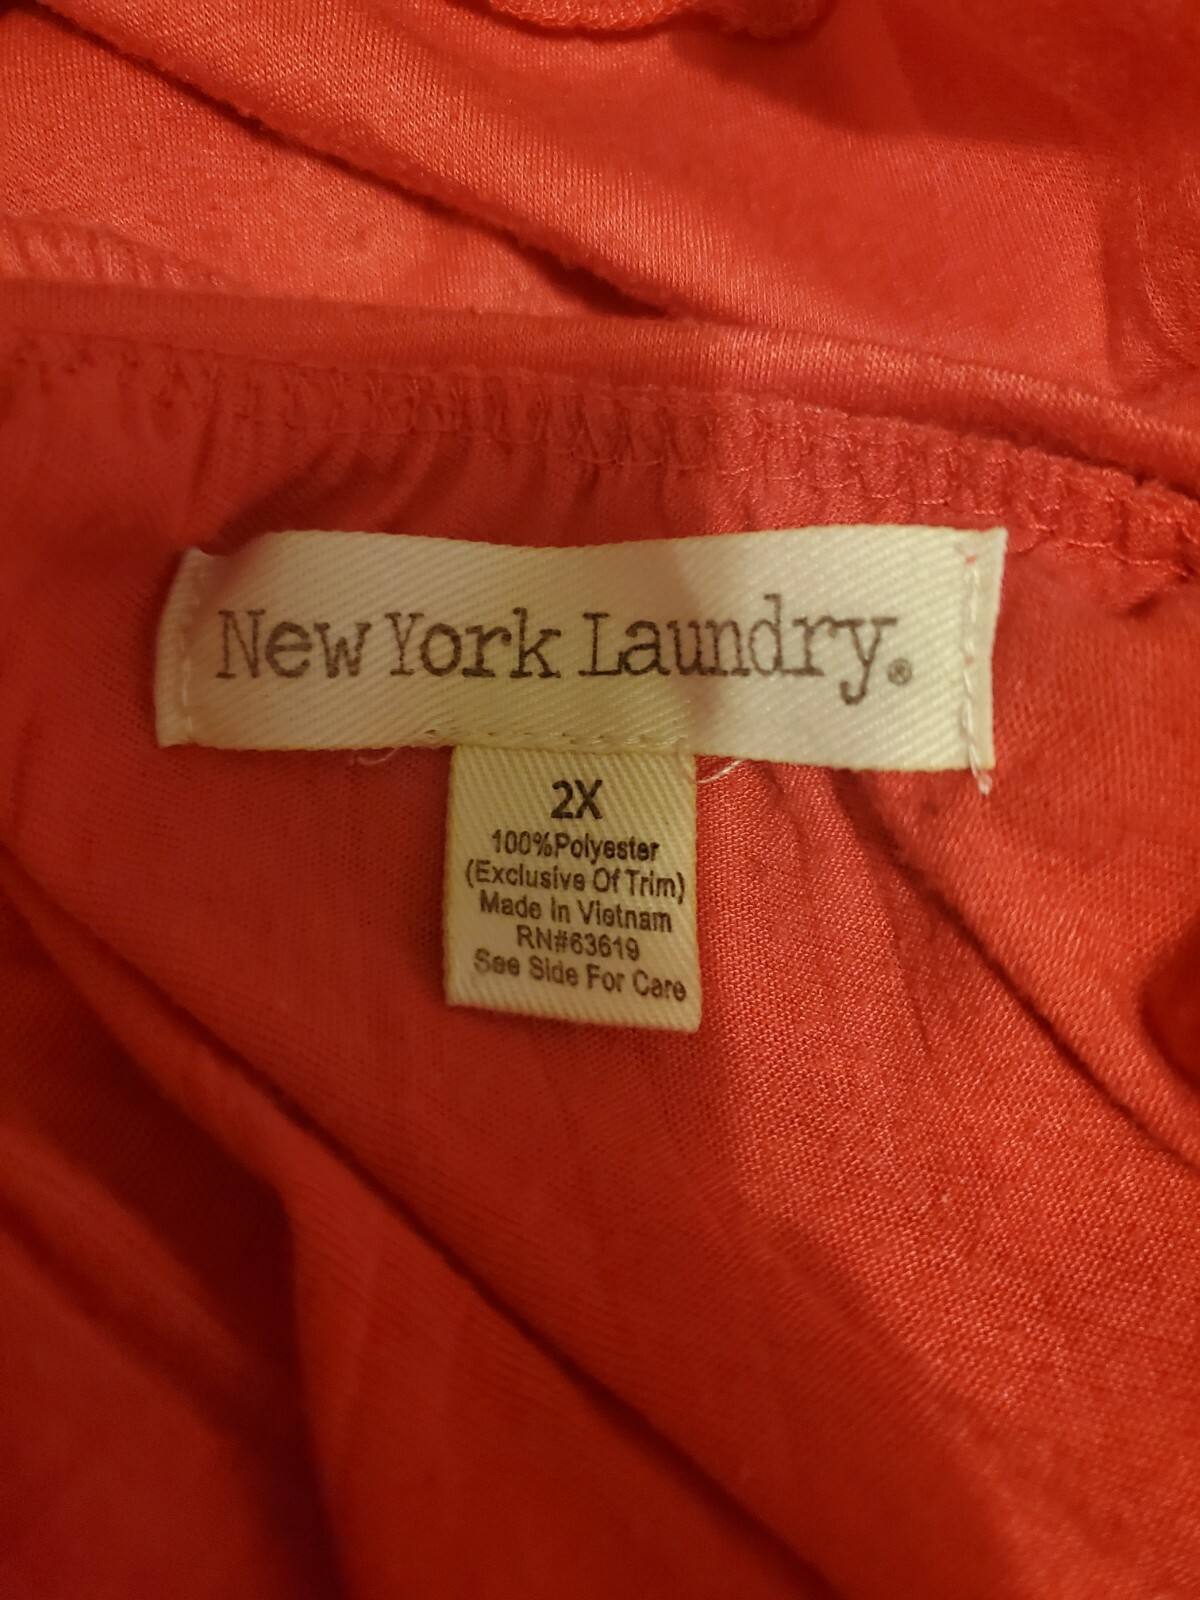 New York Laundry®
2X
100%Polyester
(Exclusive Of Trim)
Made In Vietnam
RN#63619
See Side For Care